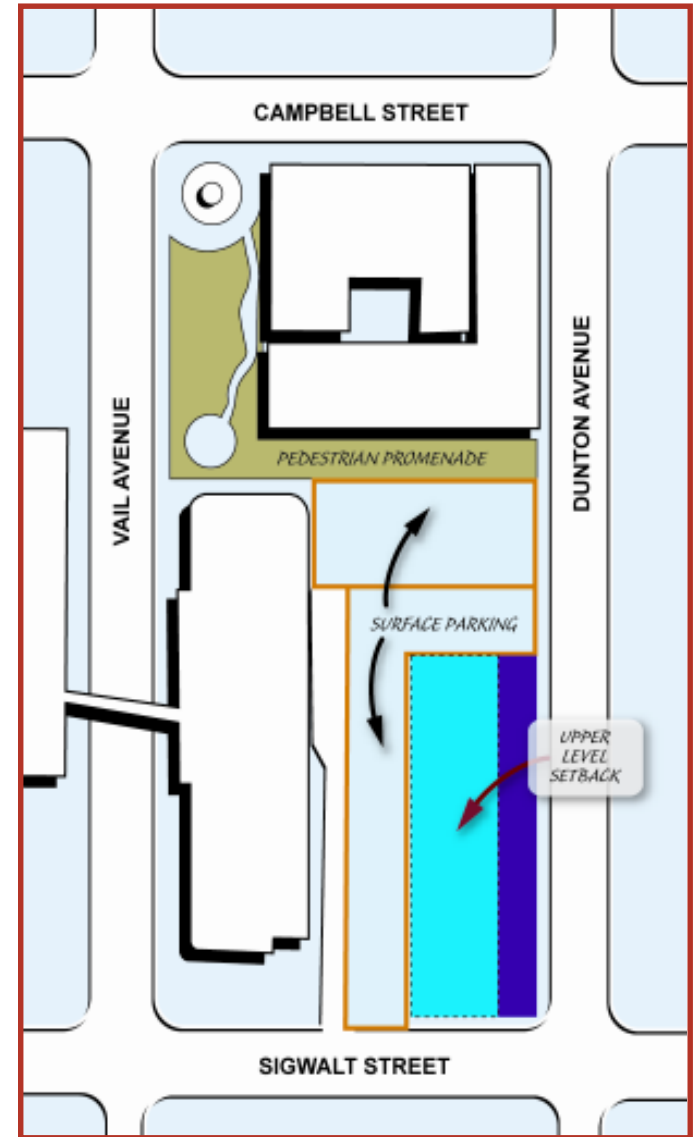 CAMPBELL STREET
VAIL AVENUE
DUNTON AVENUE
PEDESTRIAN PROMENADE
SURFACE PARKING
UPPER
LEVEL
SETBACK
SIGWALT STREET